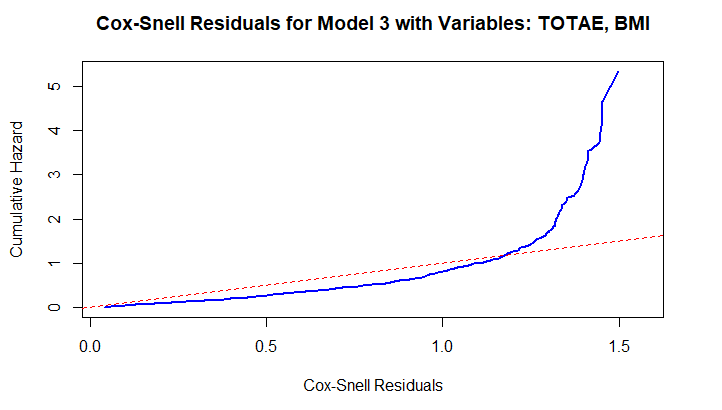 Cox-Snell Residuals for Model 3 with Variables: TOTAE, BMI
Cumulative Hazard
5
4
3
2
1
0
0.0 0.5 1.0 1.5
Cox-Snell Residuals